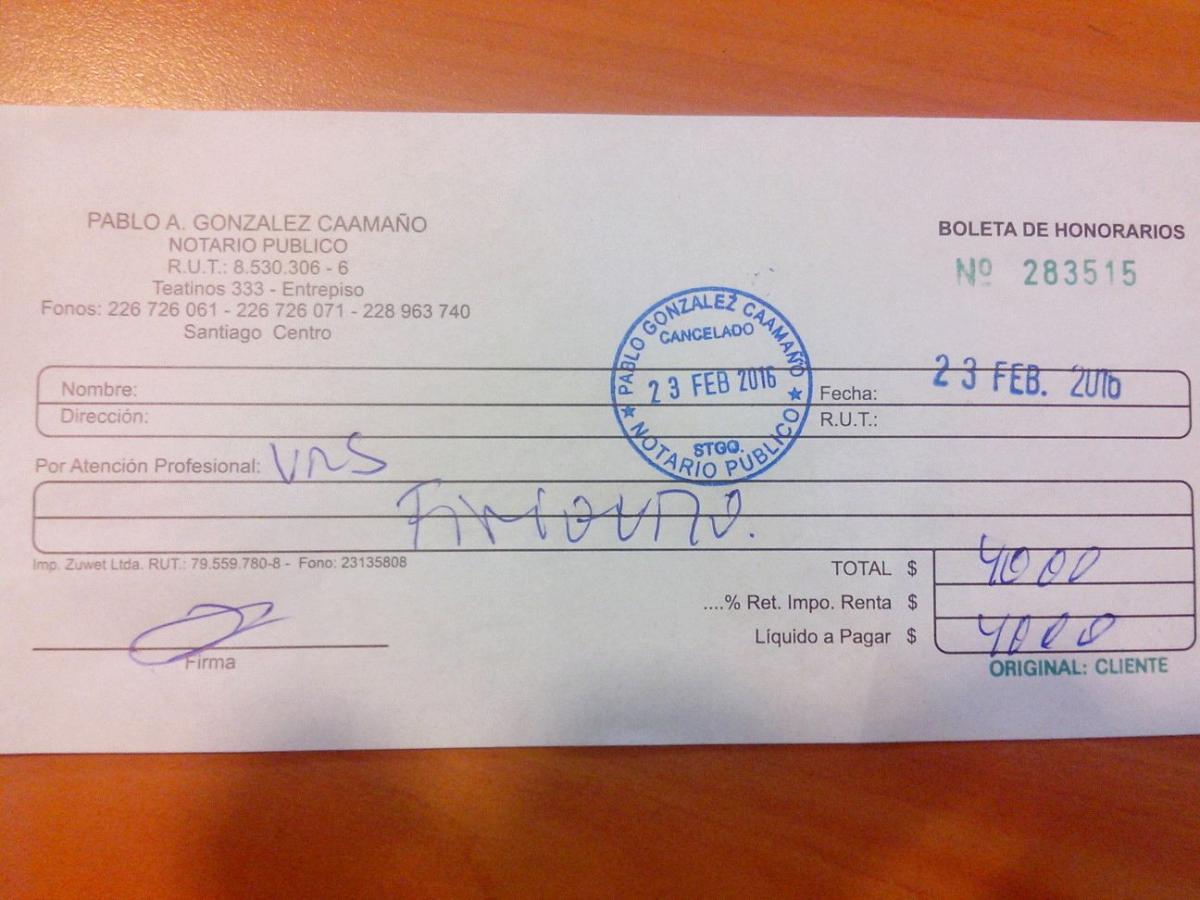 PABLO A. GONZALEZ CAAMAÑO
NOTARIO PUBLICO
R.U.T.: 8.530.306 - 6
Teatinos 333 - Entrepiso
Fonos: 226 726 061 - 226 726 071 - 228 963 740
Santiago Centro
BOLETA DE HONORARIOS
Nº 283515
PABLO GONZALEZ CAAMAÑO
CANCELADO
23 FEB 2016
STGO.
NOTARIO PUBLICO
Nombre:
Fecha: 23 FEB. 2016
Dirección:
R.U.T.:
Por Atención Profesional:
Imp. Zuwet Ltda. RUT.: 79.559.780-8 - Fono: 23135808
TOTAL $ 4000
....% Ret. Impo. Renta $
Líquido a Pagar $ 4000
Firma
ORIGINAL: CLIENTE